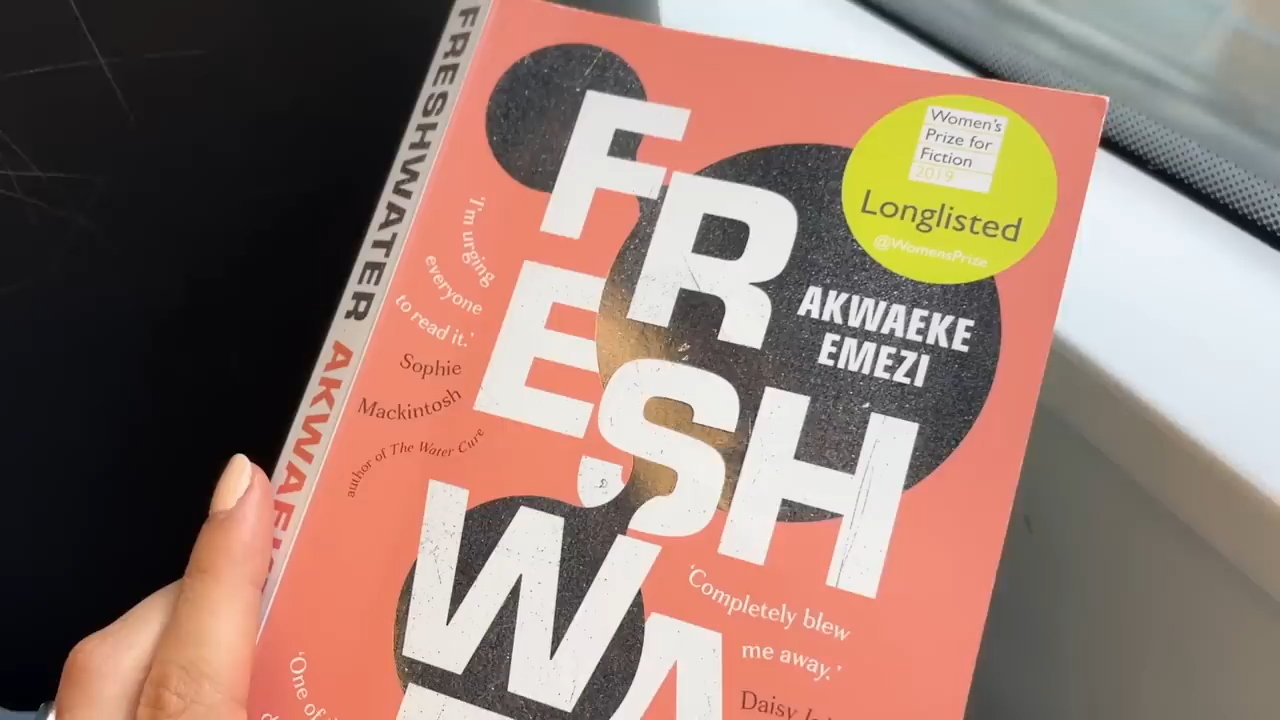 FRESHWATER AKWAEKE
F
R
ESH
WA
Women's
Prize for
Fiction
2019
Longlisted
@WomensPrize
AKWAEKE
EMEZI
'I'm urging
everyone
to read it.'
Sophie
Mackintosh
author of The Water Cure
'Completely blew
me away.'
Daisy
'One of